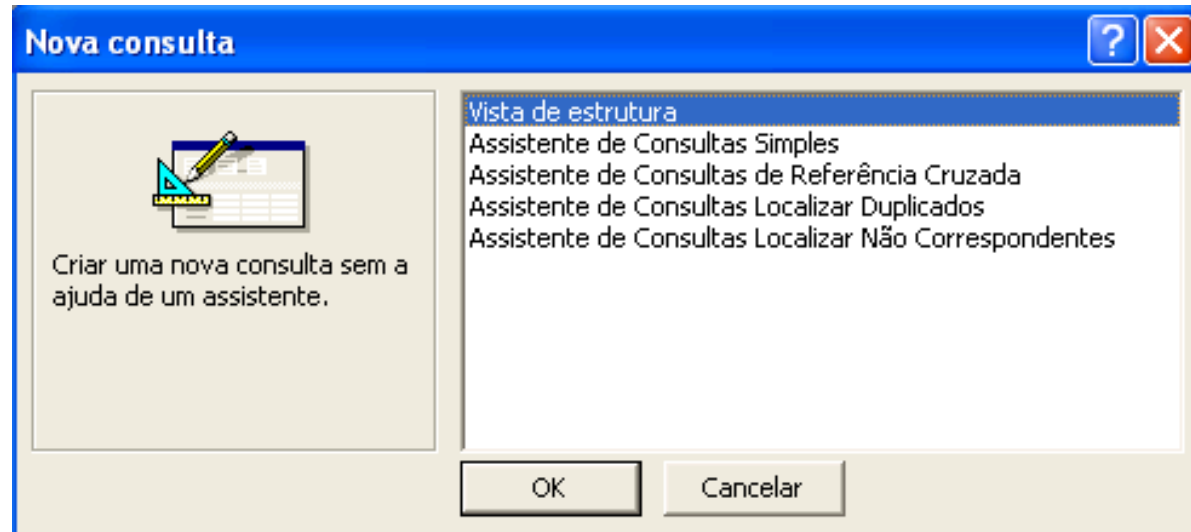 Nova consulta
Criar uma nova consulta sem a
ajuda de um assistente.
Vista de estrutura
Assistente de Consultas Simples
Assistente de Consultas de Referência Cruzada
Assistente de Consultas Localizar Duplicados
Assistente de Consultas Localizar Não Correspondentes
OK
Cancelar